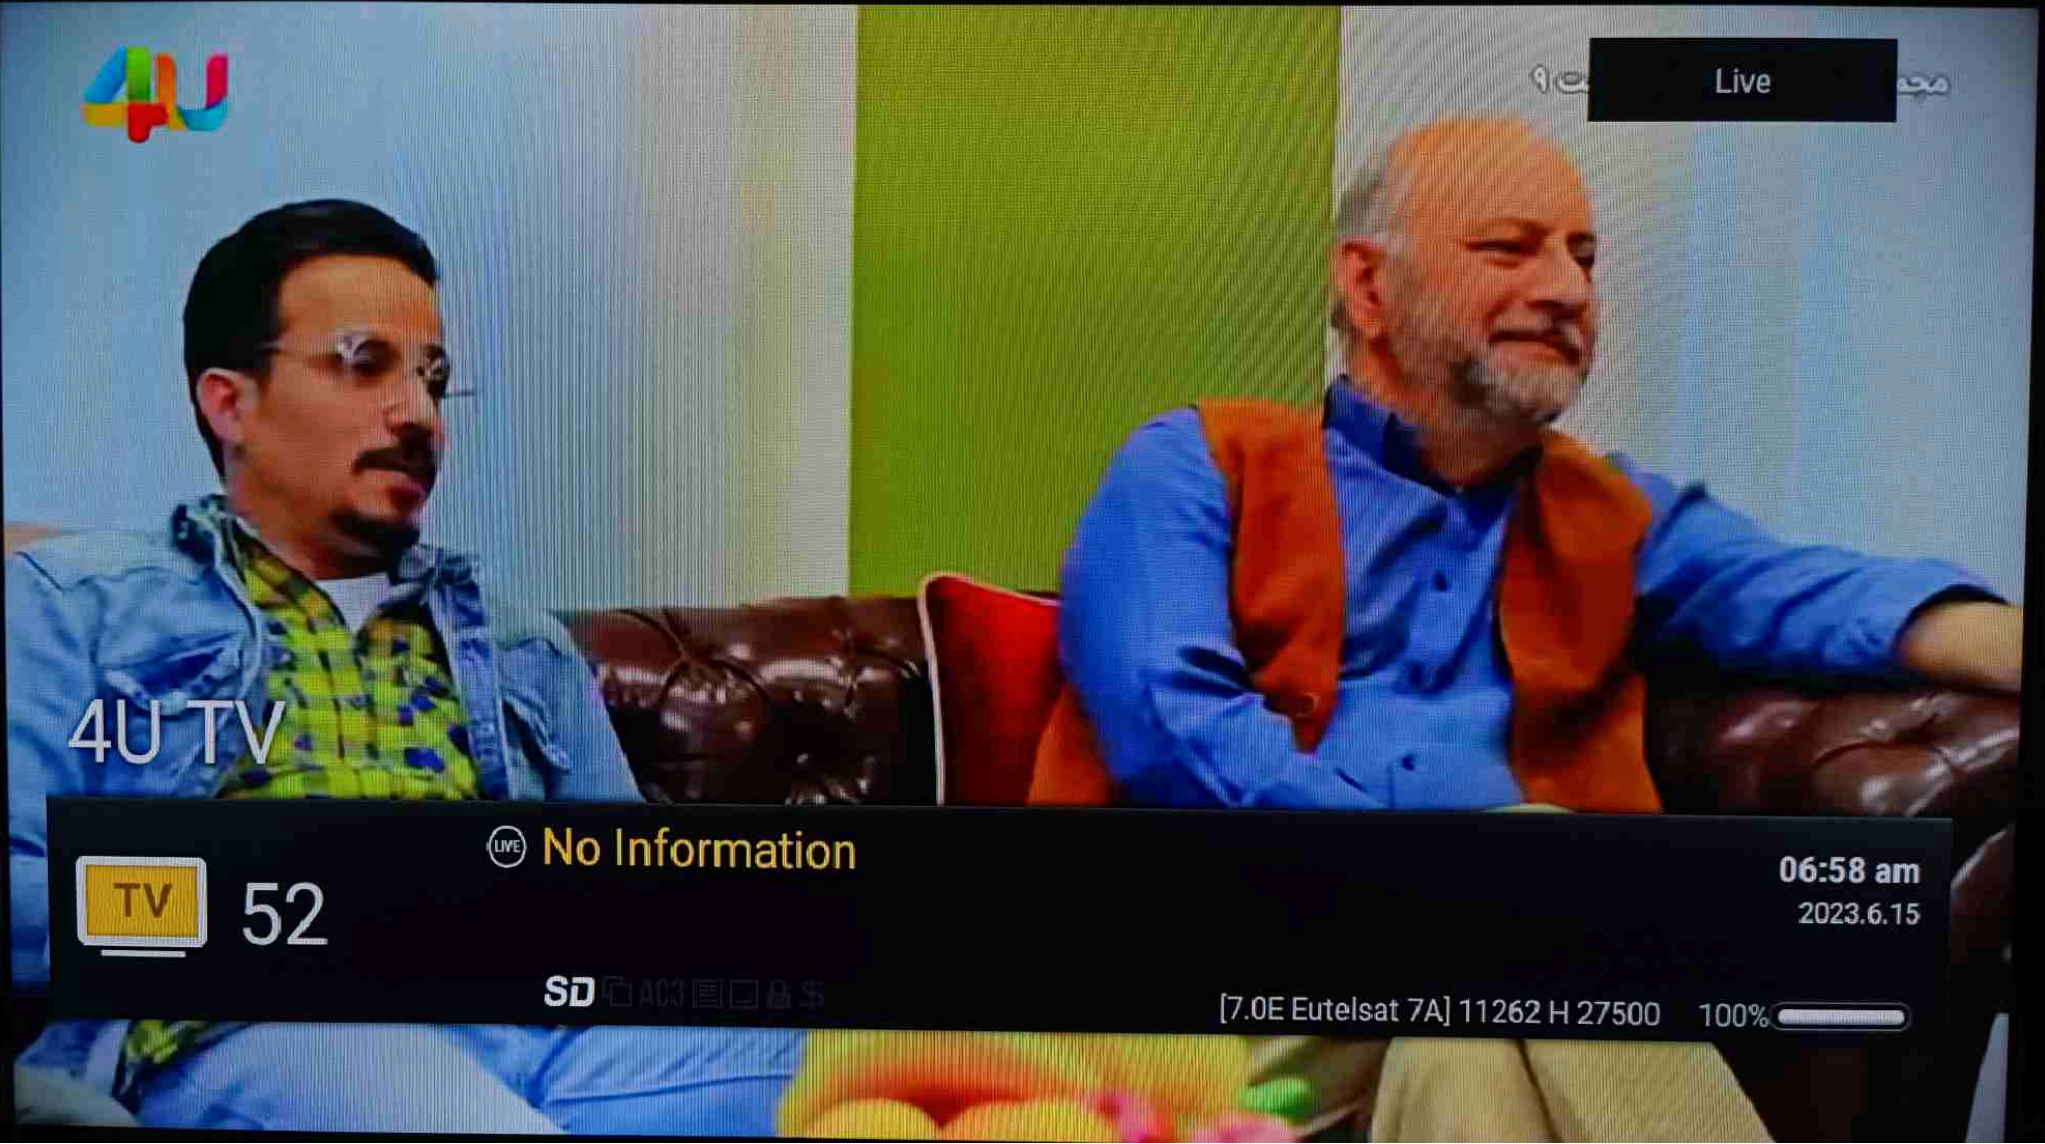 4U
Live
4U TV
LIVE No Information
TV 52
06:58 am
2023.6.15
SD AC3 $
[7.0E Eutelsat 7A] 11262 H 27500 100%